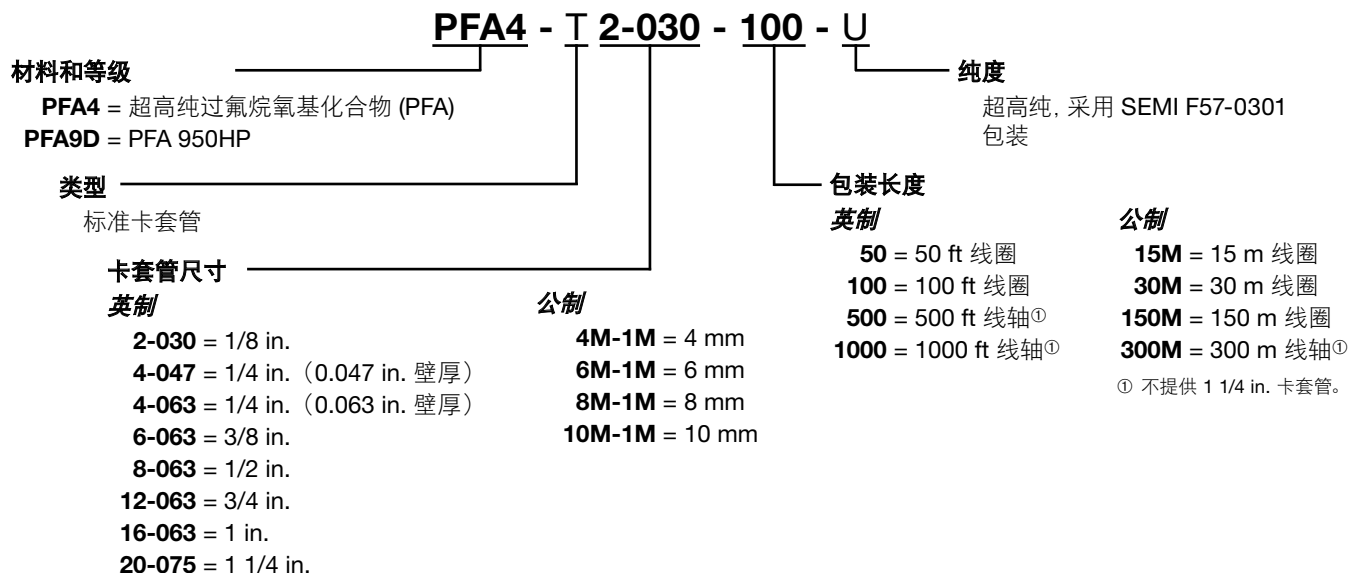 PFA4 - T 2-030 - 100 - U
材料和等级
PFA4 = 超高纯过氟烷氧基化合物 (PFA)
PFA9D = PFA 950HP
类型
标准卡套管
卡套管尺寸
英制
2-030 = 1/8 in.
4-047 = 1/4 in.（0.047 in. 壁厚）
4-063 = 1/4 in.（0.063 in. 壁厚）
6-063 = 3/8 in.
8-063 = 1/2 in.
12-063 = 3/4 in.
16-063 = 1 in.
20-075 = 1 1/4 in.
公制
4M-1M = 4 mm
6M-1M = 6 mm
8M-1M = 8 mm
10M-1M = 10 mm
包装长度
英制
50 = 50 ft 线圈
100 = 100 ft 线圈
500 = 500 ft 线轴①
1000 = 1000 ft 线轴①
公制
15M = 15 m 线圈
30M = 30 m 线圈
150M = 150 m 线圈
300M = 300 m 线轴①
① 不提供 1 1/4 in. 卡套管。
纯度
超高纯, 采用 SEMI F57-0301
包装